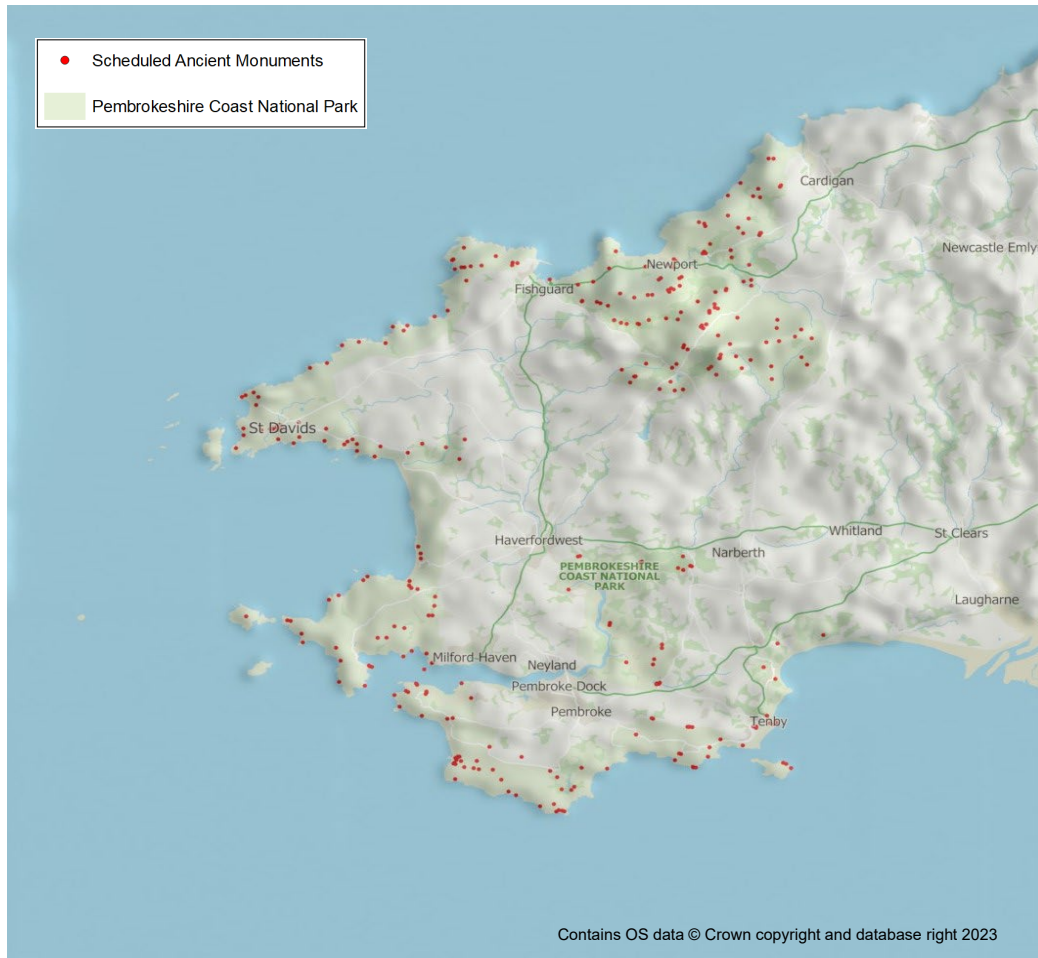 Scheduled Ancient Monuments
Pembrokeshire Coast National Park
Cardigan
Newcastle Emly
Newport
Fishguard
St Davids
Haverfordwest
Whitland
St Clears
Narberth
PEMBROKESHIRE
COAST NATIONAL
PARK
Laugharne
Milford Haven
Neyland
Pembroke Dock
Pembroke
Tenby
Contains OS data © Crown copyright and database right 2023